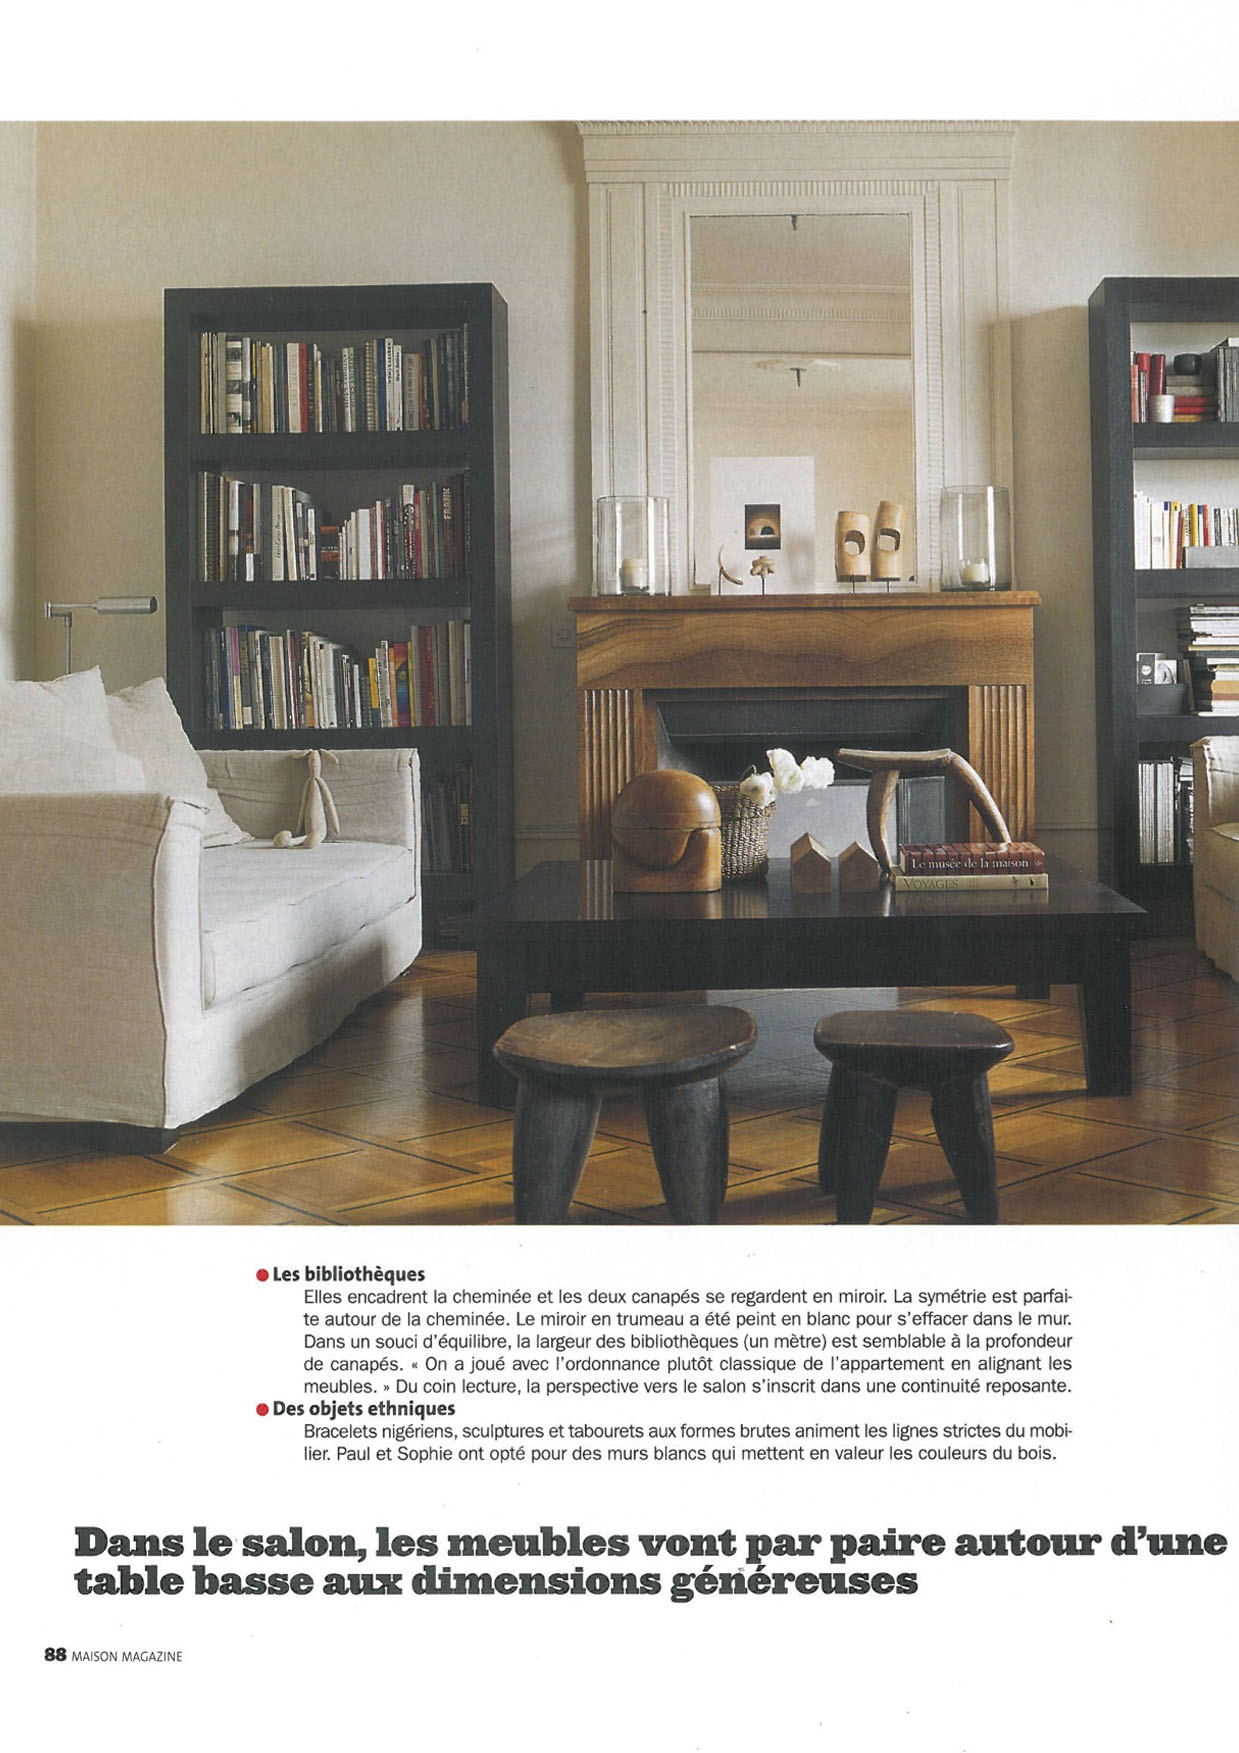 FRANK
Le musée de la maison
VOYAGES
● Les bibliothèques
Elles encadrent la cheminée et les deux canapés se regardent en miroir. La symétrie est parfai-
te autour de la cheminée. Le miroir en trumeau a été peint en blanc pour s'effacer dans le mur.
Dans un souci d'équilibre, la largeur des bibliothèques (un mètre) est semblable à la profondeur
de canapés. « On a joué avec l'ordonnance plutôt classique de l'appartement en alignant les
meubles. » Du coin lecture, la perspective vers le salon s'inscrit dans une continuité reposante.
● Des objets ethniques
Bracelets nigériens, sculptures et tabourets aux formes brutes animent les lignes strictes du mobi-
lier. Paul et Sophie ont opté pour des murs blancs qui mettent en valeur les couleurs du bois.
Dans le salon, les meubles vont par paire autour d'une
table basse aux dimensions généreuses
88 MAISON MAGAZINE